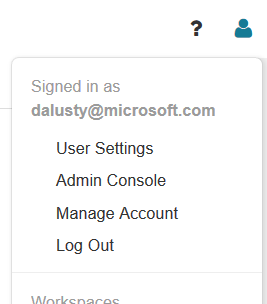 ?
Signed in as
dalusty@microsoft.com
User Settings
Admin Console
Manage Account
Log Out
Workspaces